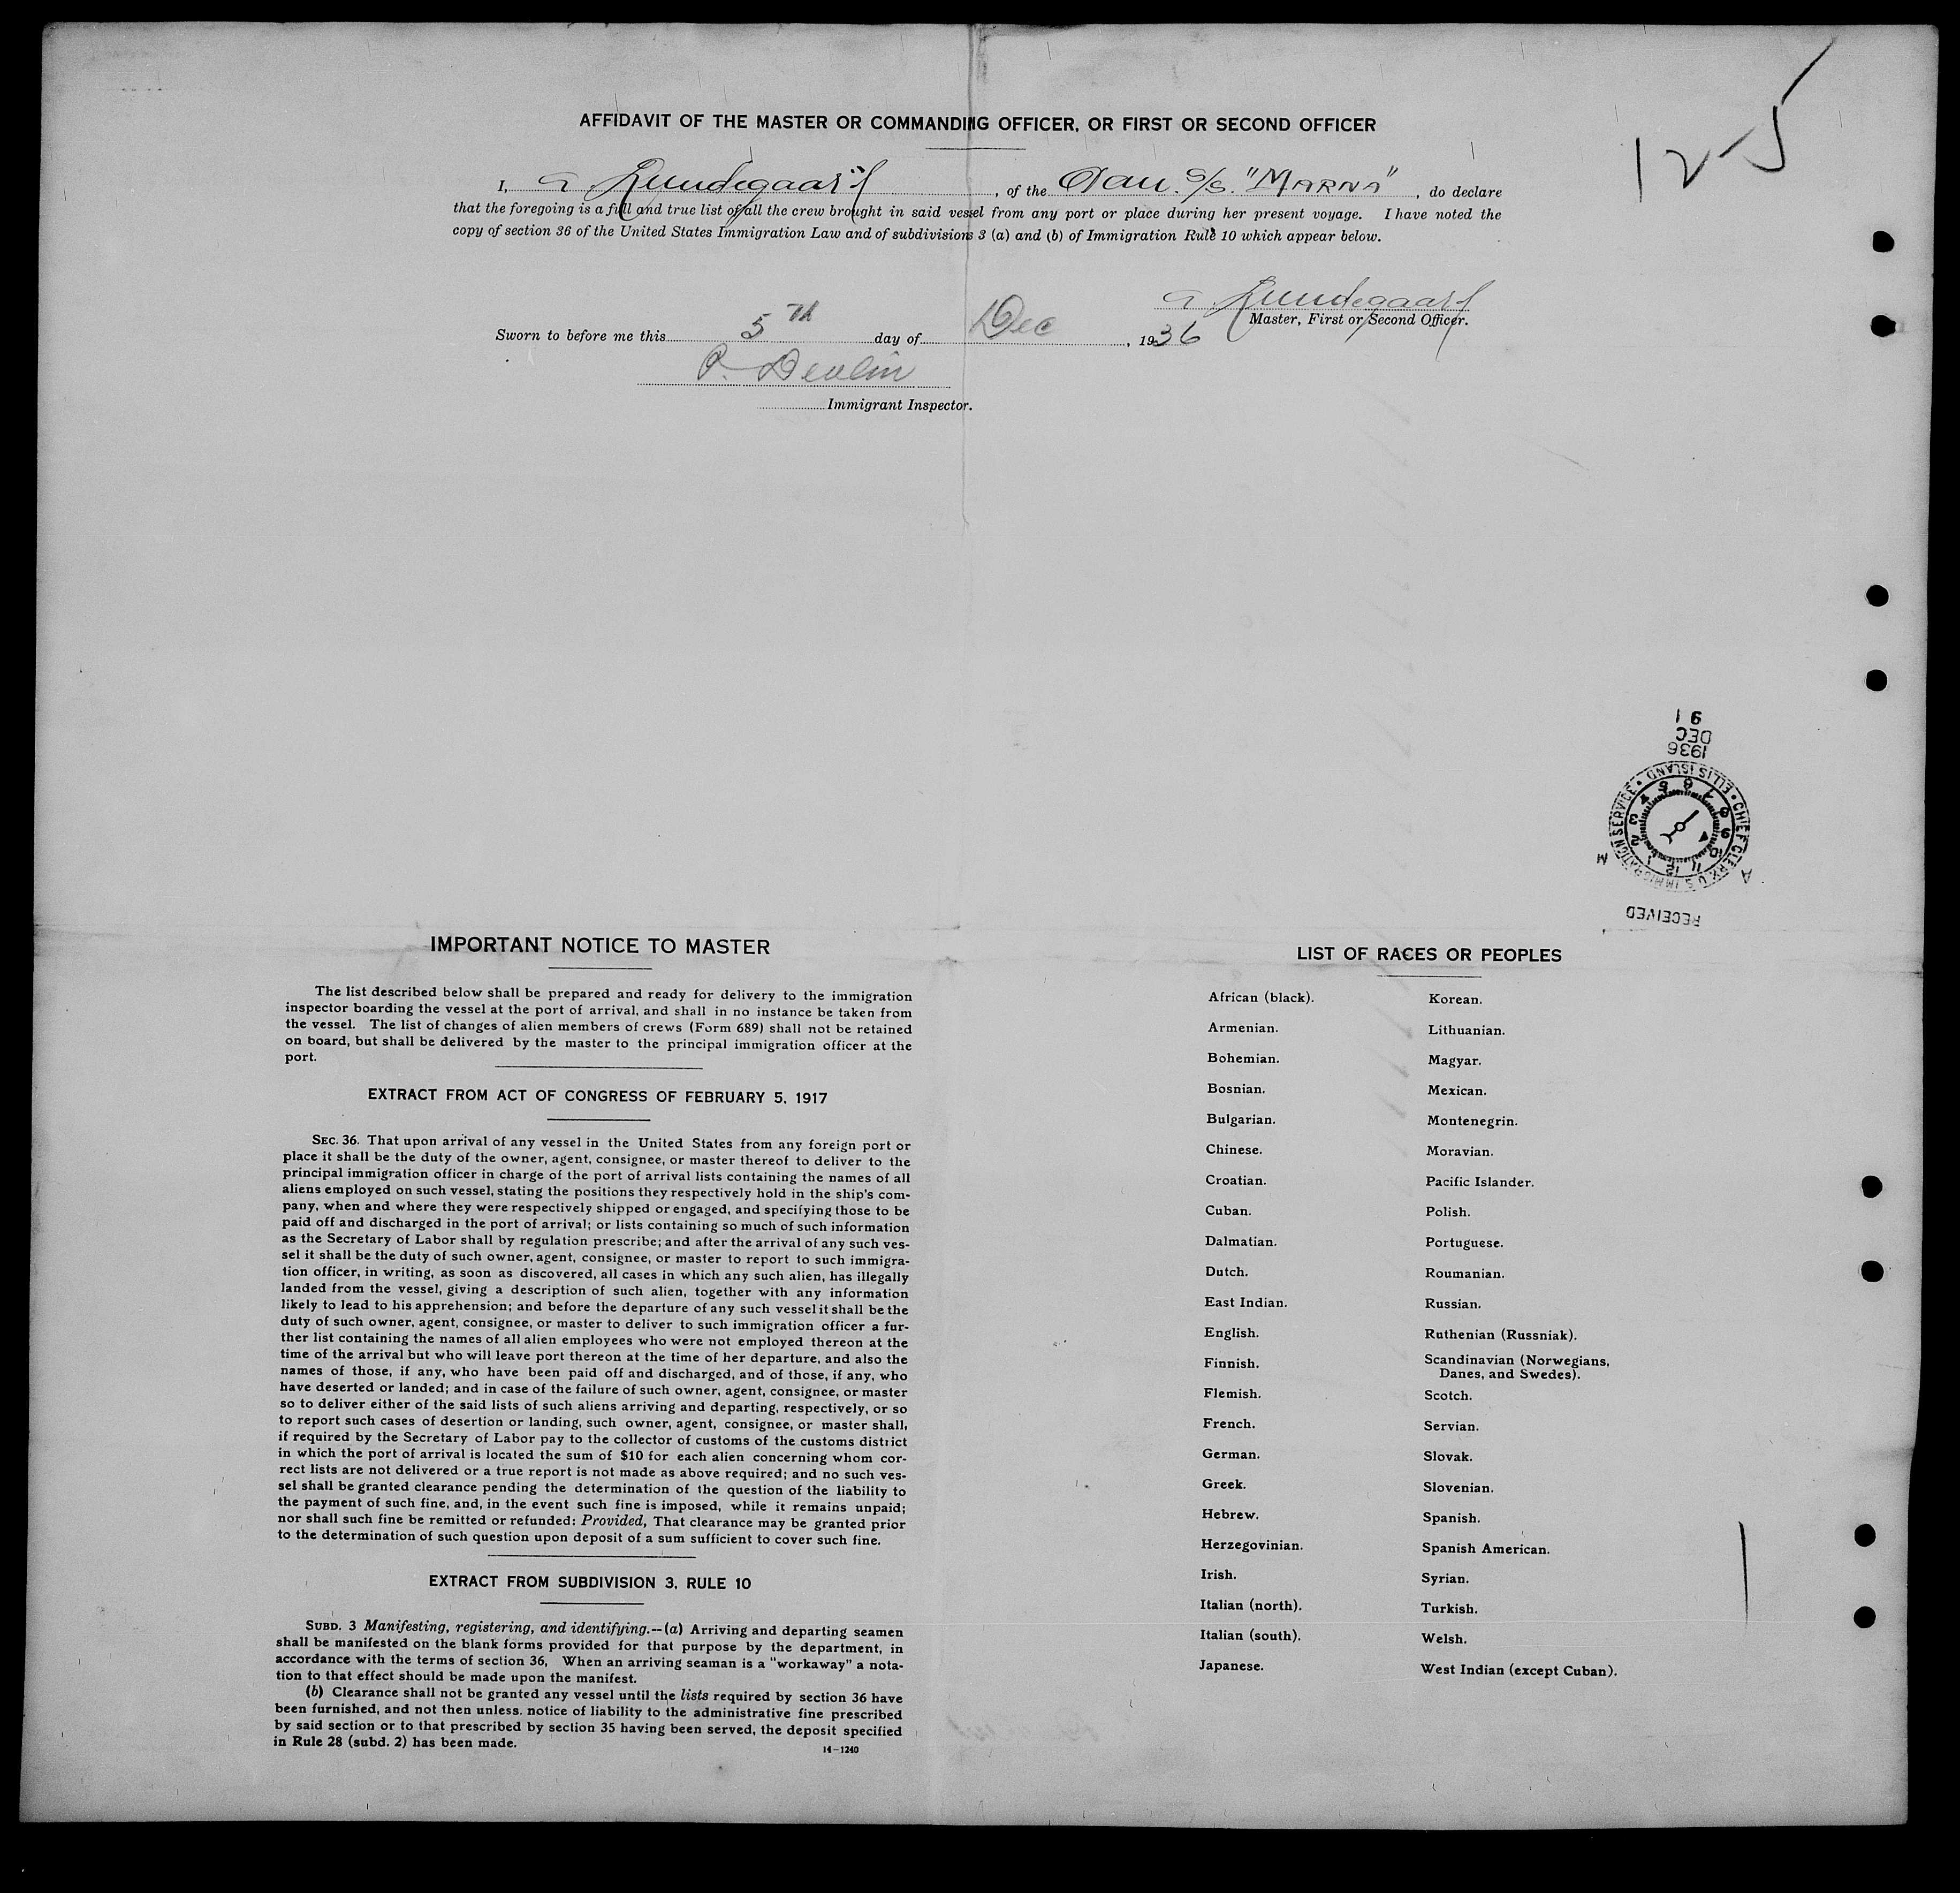 12-5
AFFIDAVIT OF THE MASTER OR COMMANDING OFFICER, OR FIRST OR SECOND OFFICER
I, A. Lundegaard, of the Dan. S/S. "MARNA", do declare
that the foregoing is a full and true list of all the crew brought in said vessel from any port or place during her present voyage. I have noted the
copy of section 36 of the United States Immigration Law and of subdivisions 3 (a) and (b) of Immigration Rule 10 which appear below.
A. Lundegaard
Master, First or Second Officer.
Sworn to before me this 5th day of Dec, 1936
P. Devlin
Immigrant Inspector.
1936
DEC
CHIEF CLERK U.S. IMMIGRATION SERVICE • ELLIS ISLAND •
A M
RECEIVED
IMPORTANT NOTICE TO MASTER
The list described below shall be prepared and ready for delivery to the immigration
inspector boarding the vessel at the port of arrival, and shall in no instance be taken from
the vessel. The list of changes of alien members of crews (Form 689) shall not be retained
on board, but shall be delivered by the master to the principal immigration officer at the
port.
EXTRACT FROM ACT OF CONGRESS OF FEBRUARY 5, 1917
SEC. 36. That upon arrival of any vessel in the United States from any foreign port or
place it shall be the duty of the owner, agent, consignee, or master thereof to deliver to the
principal immigration officer in charge of the port of arrival lists containing the names of all
aliens employed on such vessel, stating the positions they respectively hold in the ship's com-
pany, when and where they were respectively shipped or engaged, and specifying those to be
paid off and discharged in the port of arrival; or lists containing so much of such information
as the Secretary of Labor shall by regulation prescribe; and after the arrival of any such ves-
sel it shall be the duty of such owner, agent, consignee, or master to report to such immigra-
tion officer, in writing, as soon as discovered, all cases in which any such alien, has illegally
landed from the vessel, giving a description of such alien, together with any information
likely to lead to his apprehension; and before the departure of any such vessel it shall be the
duty of such owner, agent, consignee, or master to deliver to such immigration officer a fur-
ther list containing the names of all alien employees who were not employed thereon at the
time of the arrival but who will leave port thereon at the time of her departure, and also the
names of those, if any, who have been paid off and discharged, and of those, if any, who
have deserted or landed; and in case of the failure of such owner, agent, consignee, or master
so to deliver either of the said lists of such aliens arriving and departing, respectively, or so
to report such cases of desertion or landing, such owner, agent, consignee, or master shall,
if required by the Secretary of Labor pay to the collector of customs of the customs district
in which the port of arrival is located the sum of $10 for each alien concerning whom cor-
rect lists are not delivered or a true report is not made as above required; and no such ves-
sel shall be granted clearance pending the determination of the question of the liability to
the payment of such fine, and, in the event such fine is imposed, while it remains unpaid;
nor shall such fine be remitted or refunded: Provided, That clearance may be granted prior
to the determination of such question upon deposit of a sum sufficient to cover such fine.
EXTRACT FROM SUBDIVISION 3, RULE 10
SUBD. 3 Manifesting, registering, and identifying.--(a) Arriving and departing seamen
shall be manifested on the blank forms provided for that purpose by the department, in
accordance with the terms of section 36, When an arriving seaman is a "workaway" a nota-
tion to that effect should be made upon the manifest.
(b) Clearance shall not be granted any vessel until the lists required by section 36 have
been furnished, and not then unless. notice of liability to the administrative fine prescribed
by said section or to that prescribed by section 35 having been served, the deposit specified
in Rule 28 (subd. 2) has been made.
14-1240
LIST OF RACES OR PEOPLES
African (black).
Armenian.
Bohemian.
Bosnian.
Bulgarian.
Chinese.
Croatian.
Cuban.
Dalmatian.
Dutch.
East Indian.
English.
Finnish.
Flemish.
French.
German.
Greek.
Hebrew.
Herzegovinian.
Irish.
Italian (north).
Italian (south).
Japanese.
Korean.
Lithuanian.
Magyar.
Mexican.
Montenegrin.
Moravian.
Pacific Islander.
Polish.
Portuguese.
Roumanian.
Russian.
Ruthenian (Russniak).
Scandinavian (Norwegians,
Danes, and Swedes).
Scotch.
Servian.
Slovak.
Slovenian.
Spanish.
Spanish American.
Syrian.
Turkish.
Welsh.
West Indian (except Cuban).